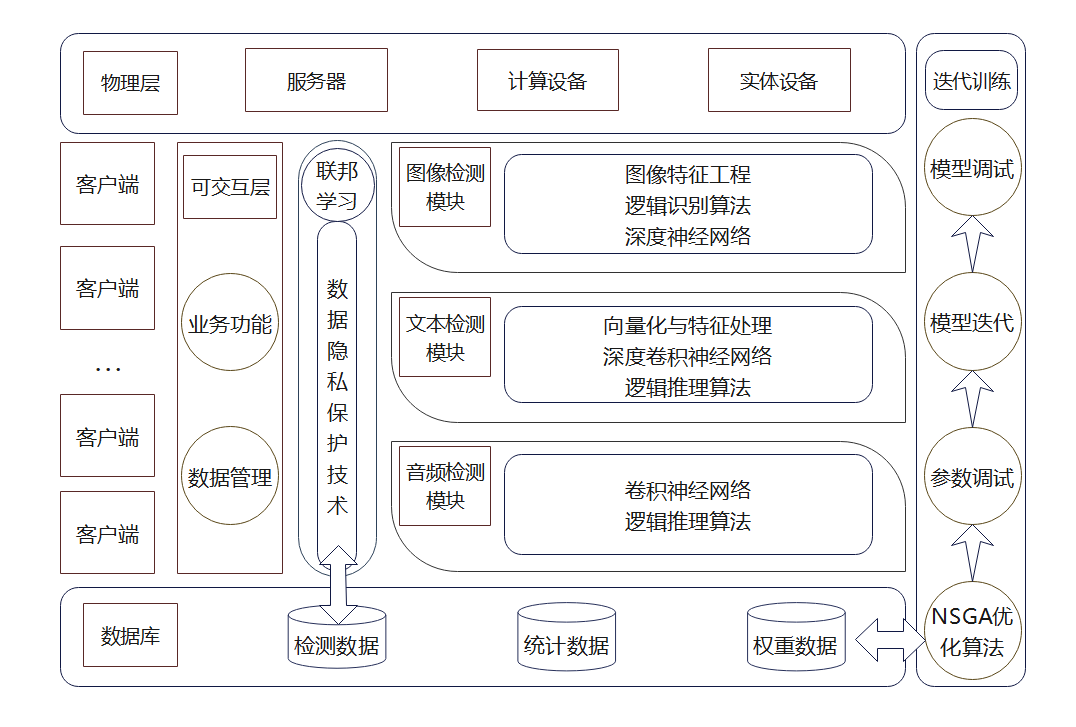 物理层
服务器
计算设备
实体设备
迭代训练
客户端
客户端
...
客户端
客户端
可交互层
业务功能
数据管理
联邦
学习
数
据
隐
私
保
护
技
术
图像检测
模块
图像特征工程
逻辑识别算法
深度神经网络
文本检测
模块
向量化与特征处理
深度卷积神经网络
逻辑推理算法
音频检测
模块
卷积神经网络
逻辑推理算法
模型调试
模型迭代
参数调试
NSGA优
化算法
数据库
检测数据
统计数据
权重数据